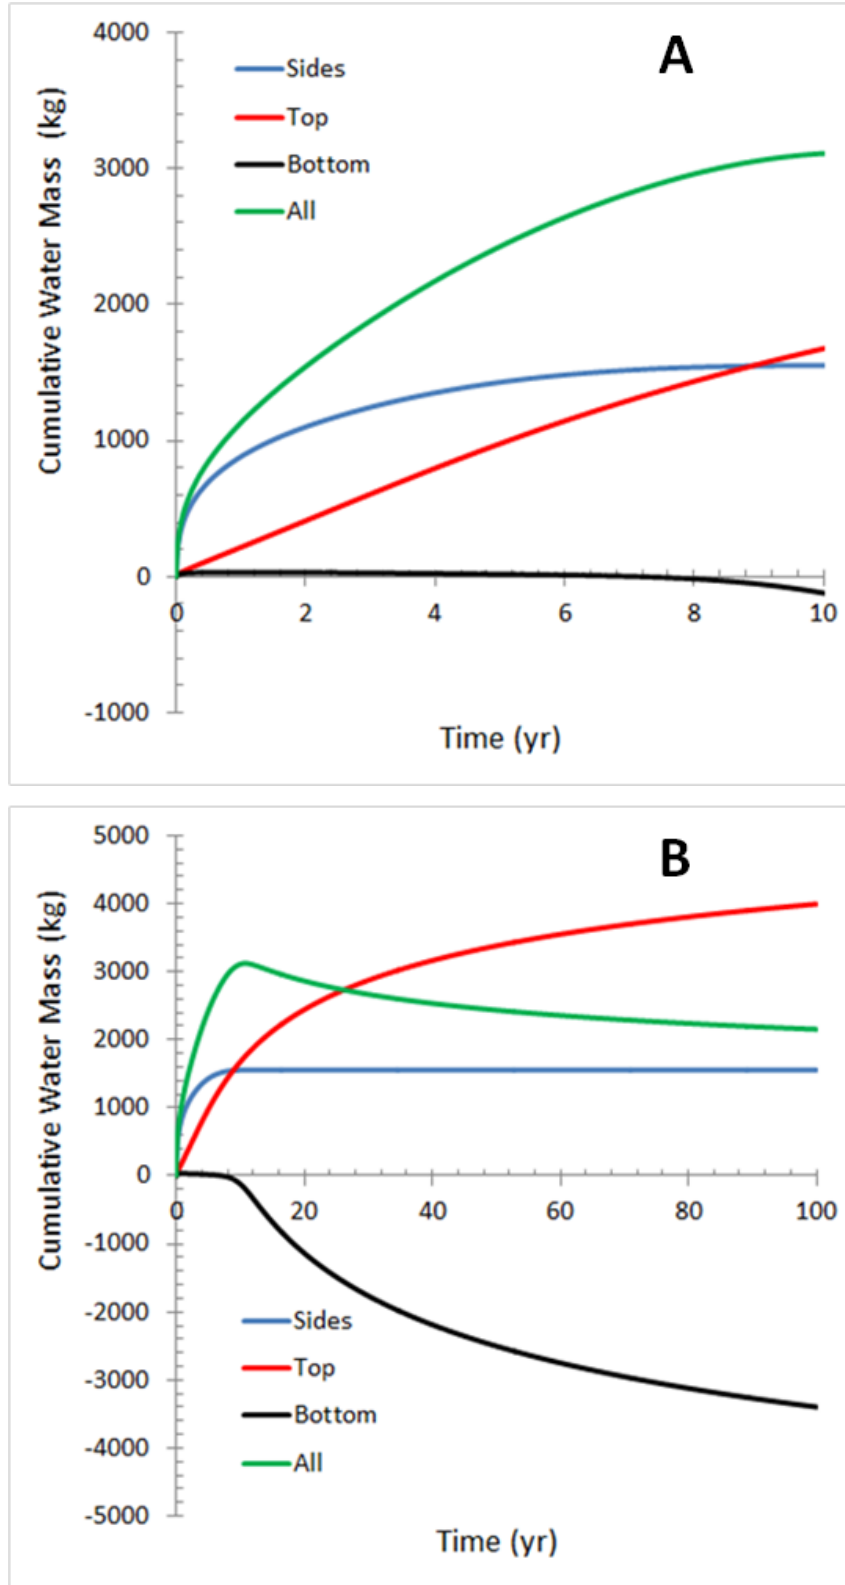 A
4000
3000
2000
1000
0
-1000
Cumulative Water Mass (kg)
Sides
Top
Bottom
All
0 2 4 6 8 10
Time (yr)
B
5000
4000
3000
2000
1000
0
-1000
-2000
-3000
-4000
-5000
Cumulative Water Mass (kg)
0 20 40 60 80 100
Sides
Top
Bottom
All
Time (yr)